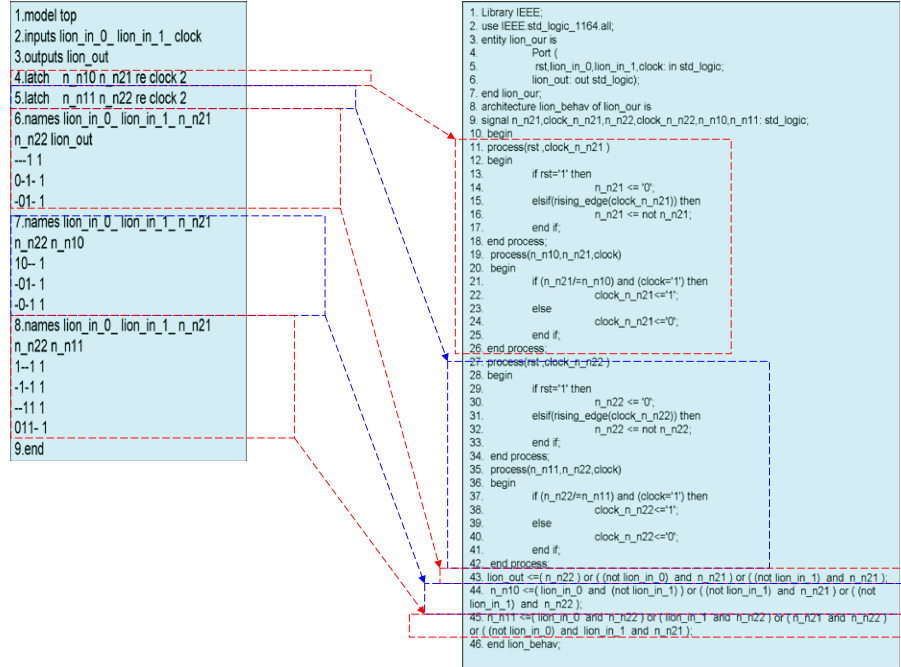 1.model top
2.inputs lion_in_0_ lion_in_1_ clock
3.outputs lion_out
4.latch n_n10 n_n21 re clock 2
5.latch n_n11 n_n22 re clock 2
6.names lion_in_0_ lion_in_1_ n_n21
n_n22 lion_out
---1 1
0-1- 1
-01- 1
7.names lion_in_0_ lion_in_1_ n_n21
n_n22 n_n10
10-- 1
-01- 1
-0-1 1
8.names lion_in_0_ lion_in_1_ n_n21
n_n22 n_n11
1--1 1
-1-1 1
--11 1
011- 1
9.end
1. Library IEEE;
2. use IEEE.std_logic_1164.all;
3. entity lion_our is
4. Port (
5. rst,lion_in_0,lion_in_1,clock: in std_logic;
6. lion_out: out std_logic);
7. end lion_our;
8. architecture lion_behav of lion_our is
9. signal n_n21,clock_n_n21,n_n22,clock_n_n22,n_n10,n_n11: std_logic;
10. begin
11. process(rst ,clock_n_n21 )
12. begin
13. if rst='1' then
14. n_n21 <= '0';
15. elsif(rising_edge(clock_n_n21)) then
16. n_n21 <= not n_n21;
17. end if;
18. end process;
19. process(n_n10,n_n21,clock)
20. begin
21. if (n_n21/=n_n10) and (clock='1') then
22. clock_n_n21<='1';
23. else
24. clock_n_n21<='0';
25. end if;
26. end process;
27. process(rst ,clock_n_n22 )
28. begin
29. if rst='1' then
30. n_n22 <= '0';
31. elsif(rising_edge(clock_n_n22)) then
32. n_n22 <= not n_n22;
33. end if;
34. end process;
35. process(n_n11,n_n22,clock)
36. begin
37. if (n_n22/=n_n11) and (clock='1') then
38. clock_n_n22<='1';
39. else
40. clock_n_n22<='0';
41. end if;
42. end process;
43. lion_out <=( n_n22 ) or ( (not lion_in_0) and n_n21 ) or ( (not lion_in_1) and n_n21 );
44. n_n10 <=( lion_in_0 and (not lion_in_1) ) or ( (not lion_in_1) and n_n21 ) or ( (not
lion_in_1) and n_n22 );
45. n_n11 <=( lion_in_0 and n_n22 ) or ( lion_in_1 and n_n22 ) or ( n_n21 and n_n22 )
or ( (not lion_in_0) and lion_in_1 and n_n21 );
46. end lion_behav;